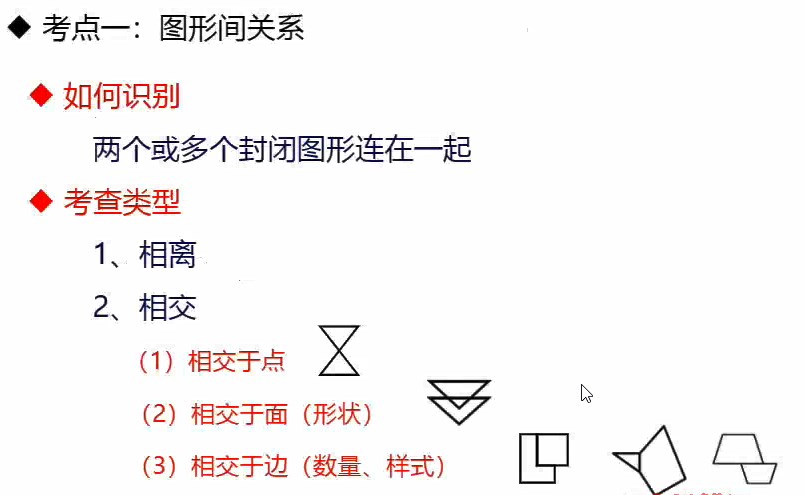 考点一：图形间关系
如何识别
两个或多个封闭图形连在一起
考查类型
1、相离
2、相交
（1）相交于点
（2）相交于面（形状）
（3）相交于边（数量、样式）